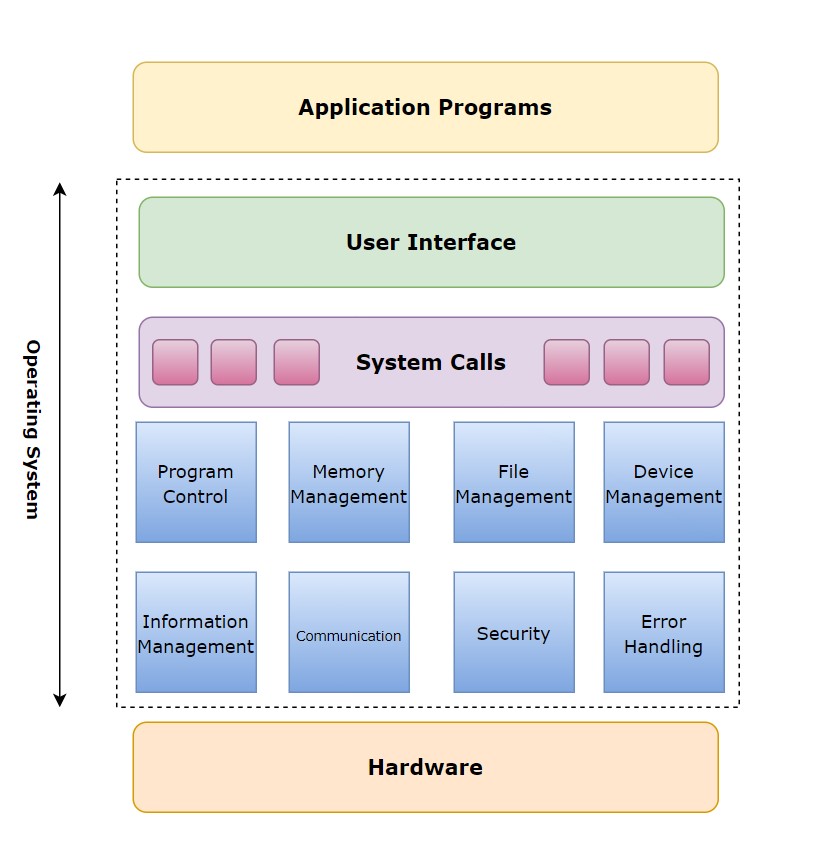 Application Programs
User Interface
System Calls
Operating System
Program
Control
Memory
Management
File
Management
Device
Management
Information
Management
Communication
Security
Error
Handling
Hardware